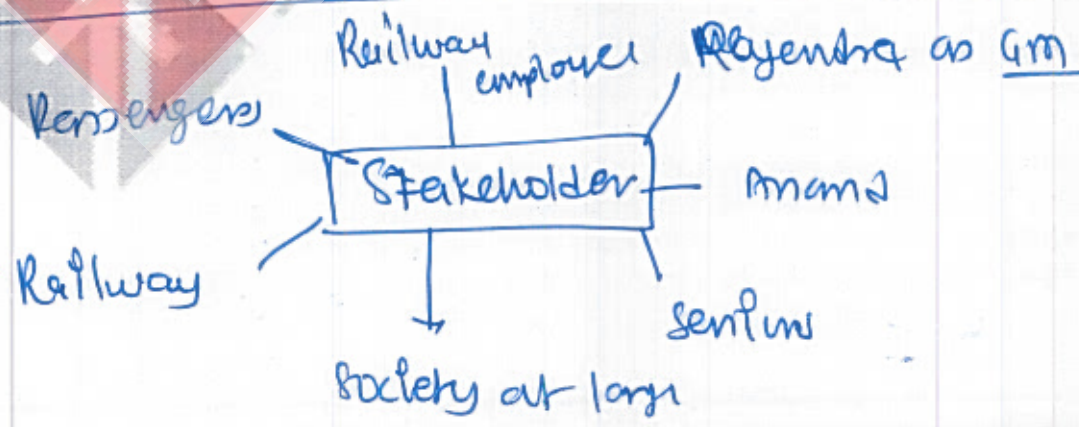 Railway employee
Rajendra as GM
Passengers
Stakeholder
Anand
Railway
Seniors
Society at large